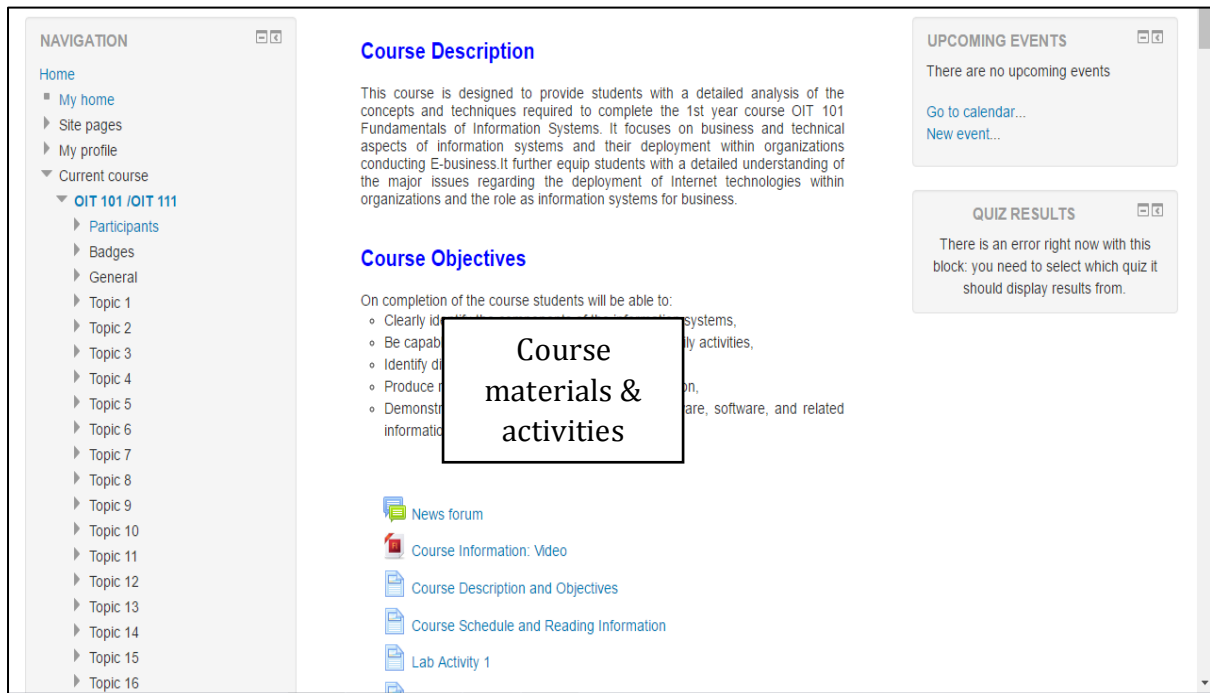 NAVIGATION
Home
My home
Site pages
My profile
Current course
OIT 101 /OIT 111
Participants
Badges
General
Topic 1
Topic 2
Topic 3
Topic 4
Topic 5
Topic 6
Topic 7
Topic 8
Topic 9
Topic 10
Topic 11
Topic 12
Topic 13
Topic 14
Topic 15
Topic 16
Course Description
This course is designed to provide students with a detailed analysis of the
concepts and techniques required to complete the 1st year course OIT 101
Fundamentals of Information Systems. It focuses on business and technical
aspects of information systems and their deployment within organizations
conducting E-business.It further equip students with a detailed understanding of
the major issues regarding the deployment of Internet technologies within
organizations and the role as information systems for business.
Course Objectives
On completion of the course students will be able to:
Clearly systems,
Be activities,
Identify
Produce
software, and related
Course
materials &
activities
News forum
Course Information: Video
Course Description and Objectives
Course Schedule and Reading Information
Lab Activity 1
UPCOMING EVENTS
There are no upcoming events
Go to calendar...
New event...
QUIZ RESULTS
There is an error right now with this
block: you need to select which quiz it
should display results from.